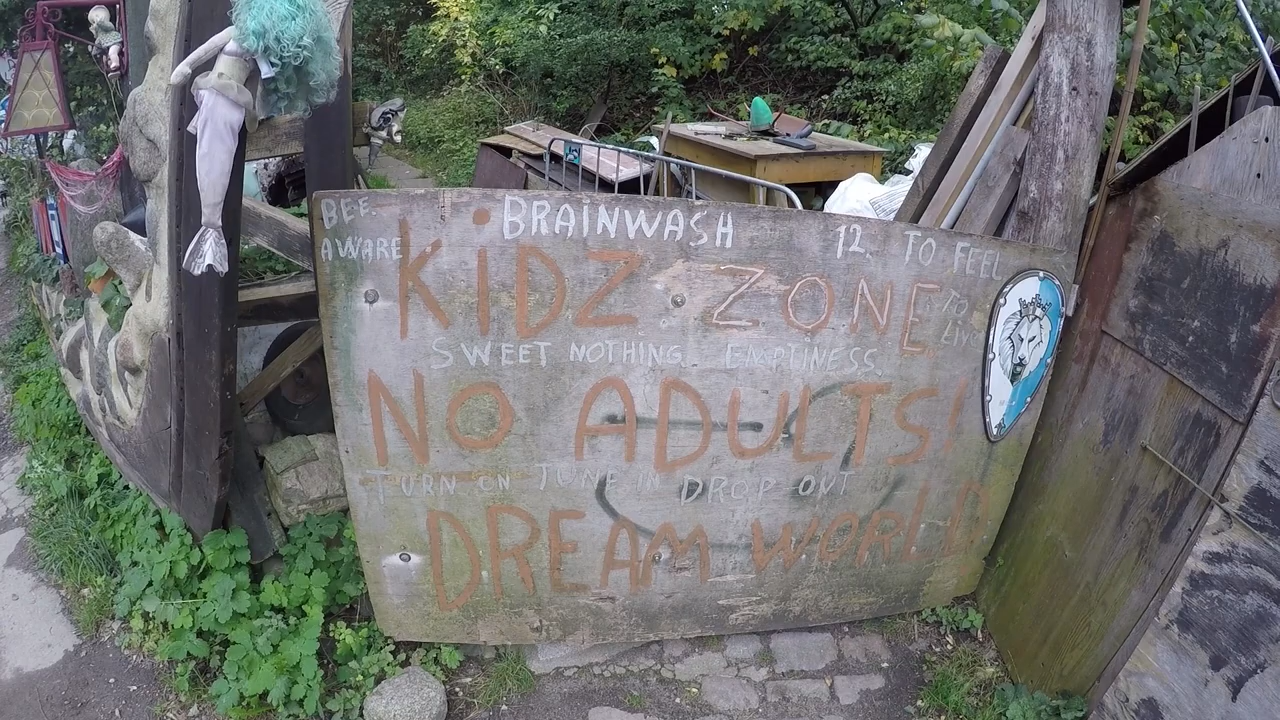 BEE. BRAINWASH 12. TO FEEL
AWARE
KIDZ ZONE.
TO
LIVE
SWEET NOTHING. EMPTINESS.
NO ADULTS!
TURN ON TUNE IN DROP OUT
DREAM WORLD